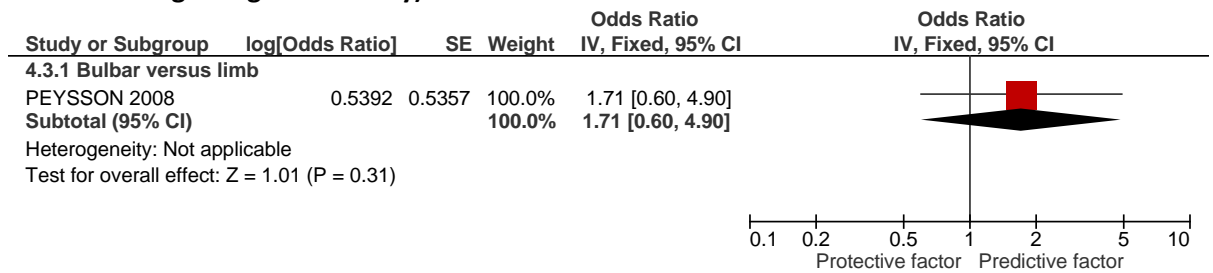 Odds Ratio Odds Ratio
Study or Subgroup log[Odds Ratio] SE Weight IV, Fixed, 95% CI IV, Fixed, 95% CI
4.3.1 Bulbar versus limb
PEYSSON 2008 0.5392 0.5357 100.0% 1.71 [0.60, 4.90]
Subtotal (95% CI) 100.0% 1.71 [0.60, 4.90]
Heterogeneity: Not applicable
Test for overall effect: Z = 1.01 (P = 0.31)
0.1 0.2 0.5 1 2 5 10
Protective factor Predictive factor